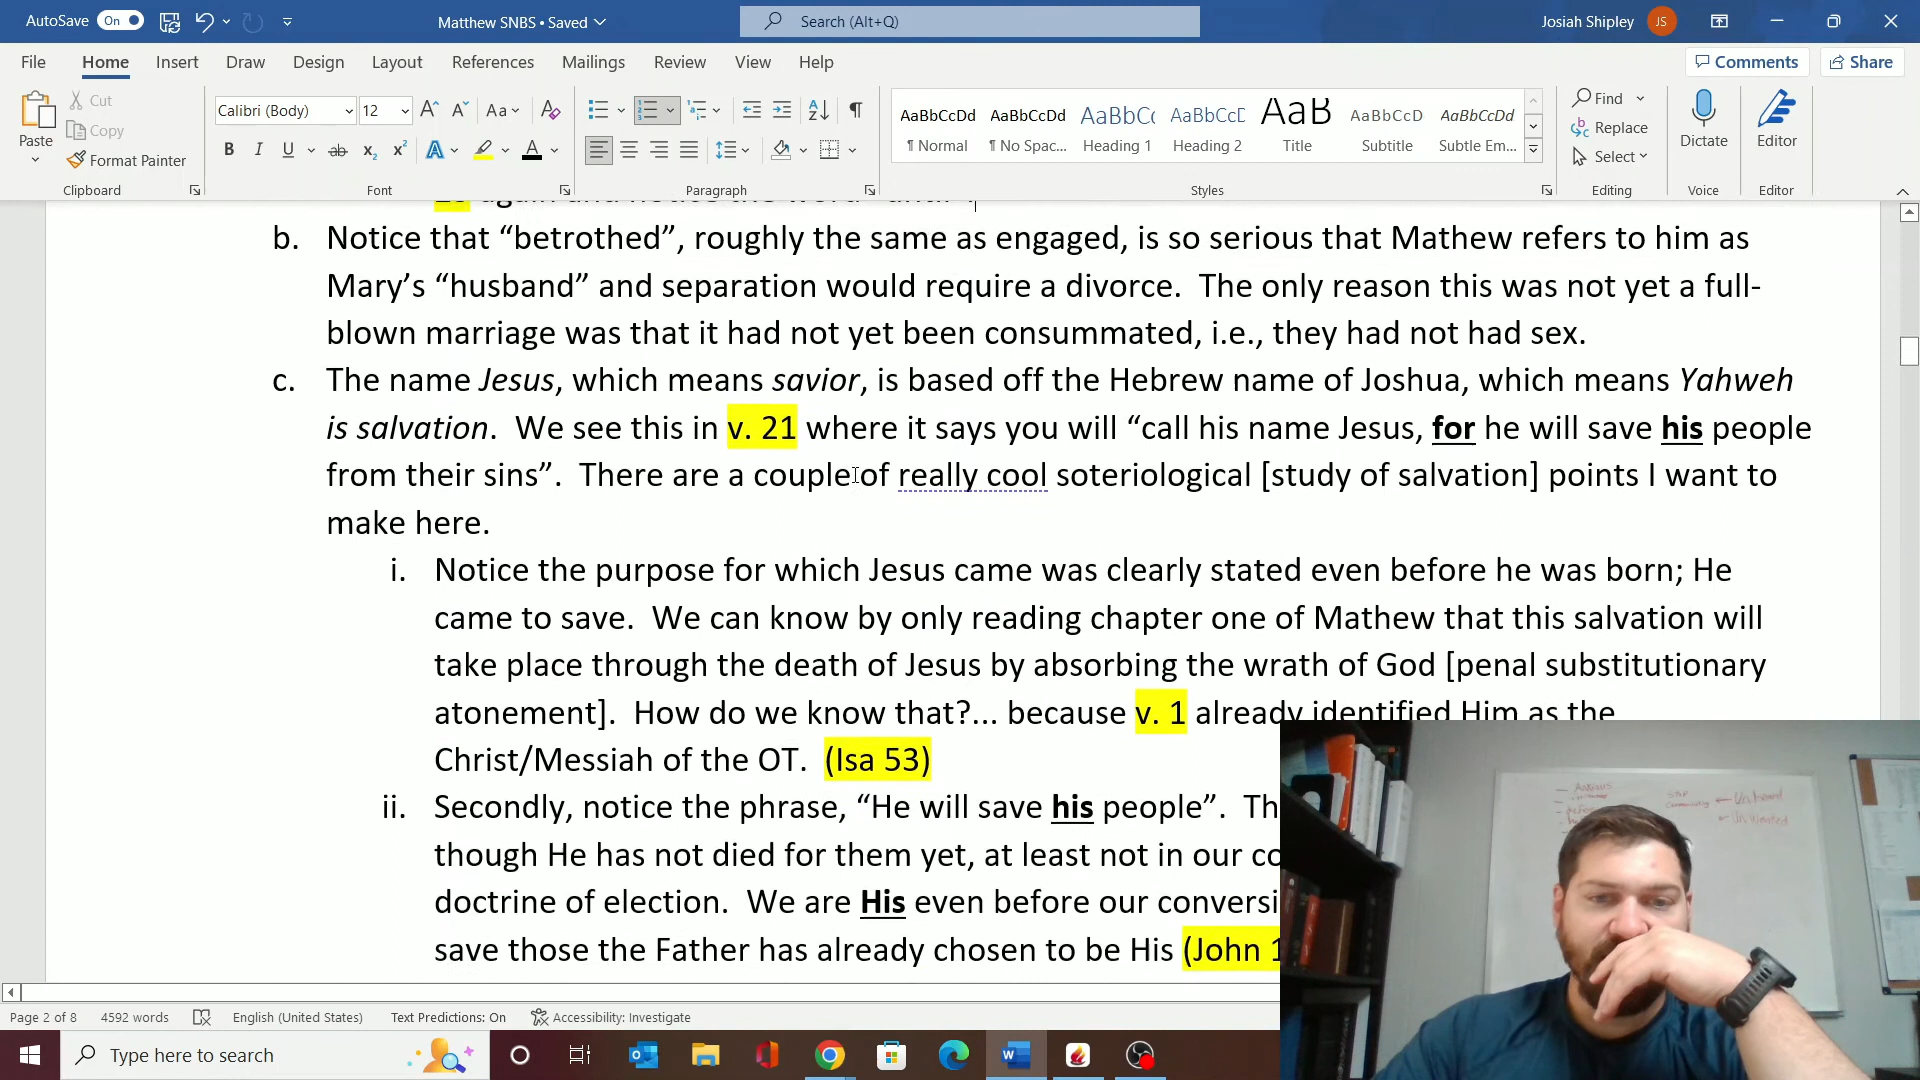 AutoSave On Matthew SNBS • Saved Search (Alt+Q) Josiah Shipley JS
File Home Insert Draw Design Layout References Mailings Review View Help Comments Share
Paste Cut Copy Format Painter
Calibri (Body) 12
AaBbCcDd AaBbCcDd AaBbC AaBbCcD AaB AaBbCcD AaBbCcDd
¶ Normal ¶ No Spac... Heading 1 Heading 2 Title Subtitle Subtle Em...
Find Replace Select Dictate Editor
Clipboard Font Paragraph Styles Editing Voice Editor
b. Notice that “betrothed”, roughly the same as engaged, is so serious that Mathew refers to him as
Mary’s “husband” and separation would require a divorce. The only reason this was not yet a full-
blown marriage was that it had not yet been consummated, i.e., they had not had sex.
c. The name Jesus, which means savior, is based off the Hebrew name of Joshua, which means Yahweh
is salvation. We see this in v. 21 where it says you will “call his name Jesus, for he will save his people
from their sins”. There are a couple of really cool soteriological [study of salvation] points I want to
make here.
i. Notice the purpose for which Jesus came was clearly stated even before he was born; He
came to save. We can know by only reading chapter one of Mathew that this salvation will
take place through the death of Jesus by absorbing the wrath of God [penal substitutionary
atonement]. How do we know that?... because v. 1 already identified Him as the
Christ/Messiah of the OT. (Isa 53)
ii. Secondly, notice the phrase, “He will save his people”.
though He has not died for them yet, at least not in our
doctrine of election. We are His even before our
save those the Father has already chosen to be His (John
Page 2 of 8 4592 words English (United States) Text Predictions: On Accessibility: Investigate
Type here to search